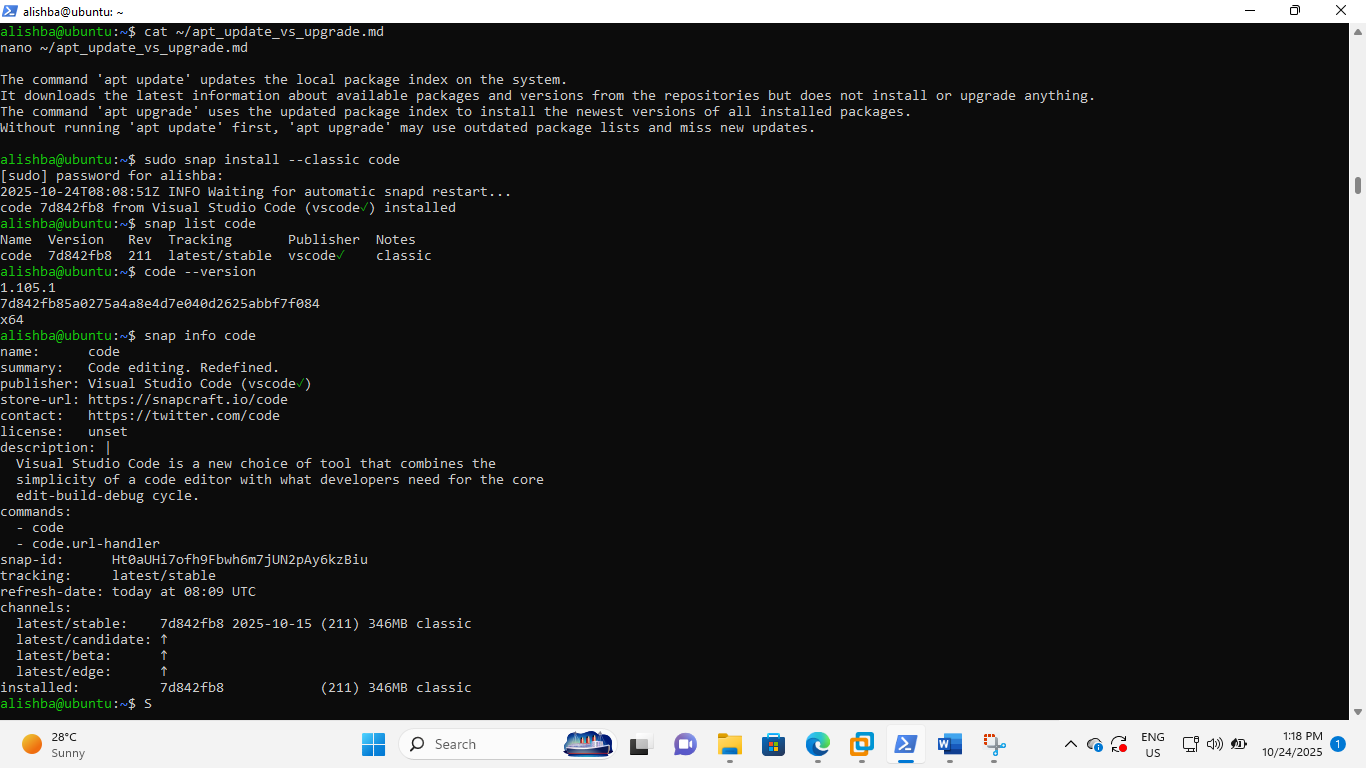 alishba@ubuntu: ~
alishba@ubuntu:~$ cat ~/apt_update_vs_upgrade.md
nano ~/apt_update_vs_upgrade.md
The command 'apt update' updates the local package index on the system.
It downloads the latest information about available packages and versions from the repositories but does not install or upgrade anything.
The command 'apt upgrade' uses the updated package index to install the newest versions of all installed packages.
Without running 'apt update' first, 'apt upgrade' may use outdated package lists and miss new updates.
alishba@ubuntu:~$ sudo snap install --classic code
[sudo] password for alishba:
2025-10-24T08:08:51Z INFO Waiting for automatic snapd restart...
code 7d842fb8 from Visual Studio Code (vscode✓) installed
alishba@ubuntu:~$ snap list code
Name  Version   Rev  Tracking       Publisher  Notes
code  7d842fb8  211  latest/stable  vscode✓    classic
alishba@ubuntu:~$ code --version
1.105.1
7d842fb85a0275a4a8e4d7e040d2625abbf7f084
x64
alishba@ubuntu:~$ snap info code
name:      code
summary:   Code editing. Redefined.
publisher: Visual Studio Code (vscode✓)
store-url: https://snapcraft.io/code
contact:   https://twitter.com/code
license:   unset
description: |
  Visual Studio Code is a new choice of tool that combines the
  simplicity of a code editor with what developers need for the core
  edit-build-debug cycle.
commands:
  - code
  - code.url-handler
snap-id:      Ht0aUHi7ofh9Fbwh6m7jUN2pAy6kzBiu
tracking:     latest/stable
refresh-date: today at 08:09 UTC
channels:
  latest/stable:    7d842fb8 2025-10-15 (211) 346MB classic
  latest/candidate: ↑
  latest/beta:      ↑
  latest/edge:      ↑
installed:          7d842fb8            (211) 346MB classic
alishba@ubuntu:~$ S
28°C
Sunny
Search
ENG
US
1:18 PM
10/24/2025
1